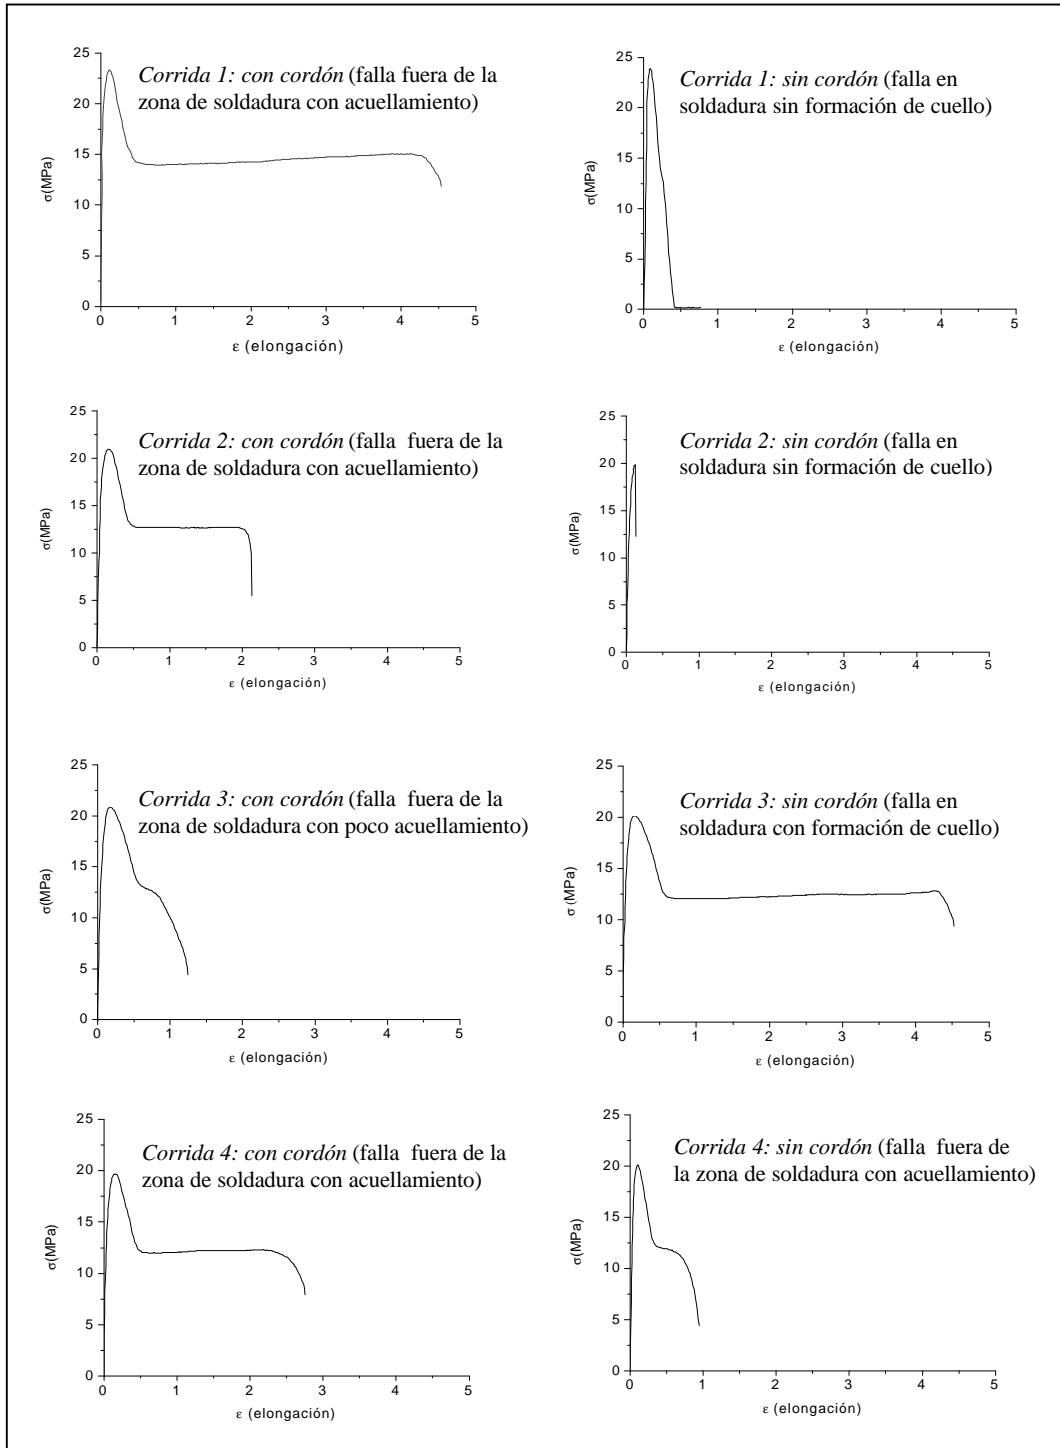 Corrida 1: con cordón (falla fuera de la
zona de soldadura con acuellamiento)
25
20
15
10
5
0
σ(MPa)
0 1 2 3 4 5
ε (elongación)
Corrida 1: sin cordón (falla en
soldadura sin formación de cuello)
25
20
15
10
5
0
σ(MPa)
0 1 2 3 4 5
ε (elongación)
Corrida 2: con cordón (falla fuera de la
zona de soldadura con acuellamiento)
25
20
15
10
5
0
σ(MPa)
0 1 2 3 4 5
ε (elongación)
Corrida 2: sin cordón (falla en
soldadura sin formación de cuello)
25
20
15
10
5
0
σ(MPa)
0 1 2 3 4 5
ε (elongación)
Corrida 3: con cordón (falla fuera de la
zona de soldadura con poco acuellamiento)
25
20
15
10
5
0
σ(MPa)
0 1 2 3 4 5
ε (elongación)
Corrida 3: sin cordón (falla en
soldadura con formación de cuello)
25
20
15
10
5
0
σ (MPa)
0 1 2 3 4 5
ε (elongación)
Corrida 4: con cordón (falla fuera de la
zona de soldadura con acuellamiento)
25
20
15
10
5
0
σ(MPa)
0 1 2 3 4 5
ε (elongación)
Corrida 4: sin cordón (falla fuera de
la zona de soldadura con acuellamiento)
25
20
15
10
5
0
σ(MPa)
0 1 2 3 4 5
ε (elongación)